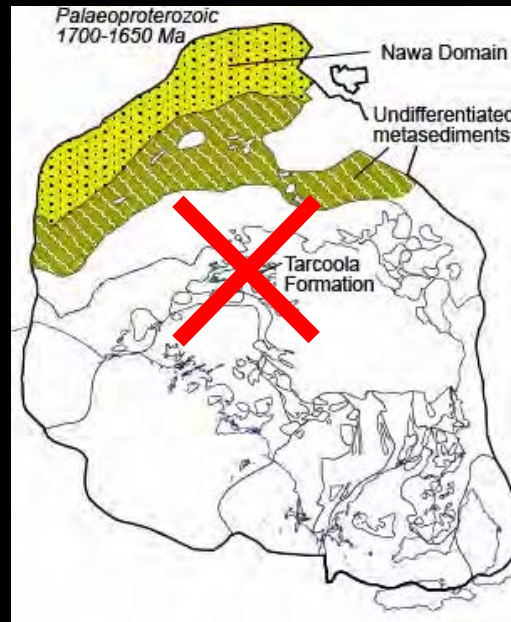 Palaeoproterozoic
1700-1650 Ma
Nawa Domain
Undifferentiated
metasediments
Tarcoola
Formation